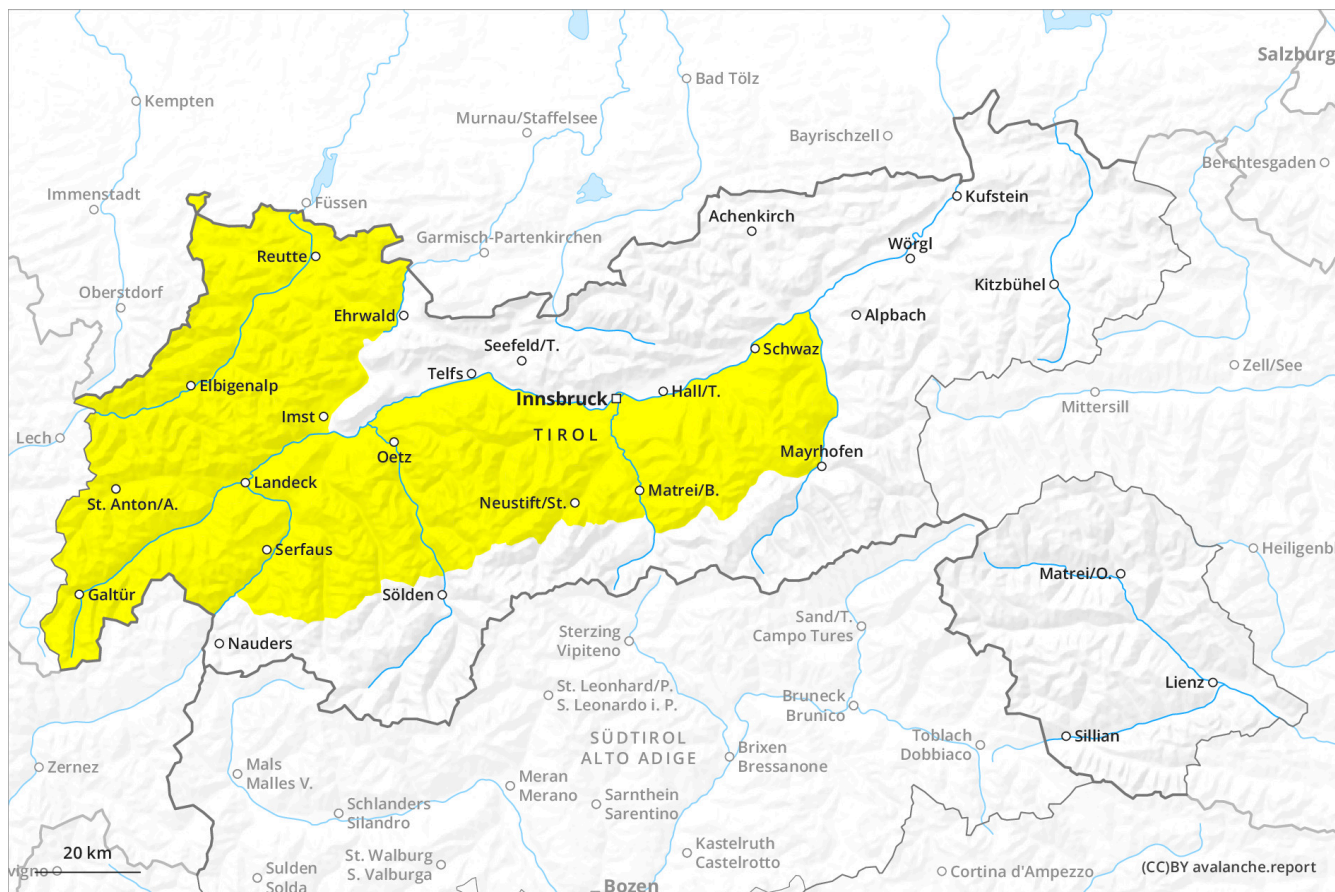 Salzburg
Bad Tölz
Kempten
Murnau/Staffelsee
Bayrischzell
Berchtesgaden
Immenstadt
Füssen
Kufstein
Achenkirch
Garmisch-Partenkirchen
Wörgl
Reutte
Kitzbühel
Oberstdorf
Ehrwald
Alpbach
Seefeld/T.
Schwaz
Zell/See
Telfs
Elbigenalp
Hall/T.
Innsbruck
Mittersill
Imst
Lech
TIROL
Oetz
Mayrhofen
Landeck
Matrei/B.
St. Anton/A.
Neustift/St.
Serfaus
Heiligenb
Matrei/O.
Galtür
Sölden
Sand/T.
Campo Tures
Nauders
Sterzing
Vipiteno
Lienz
St. Leonhard/P.
S. Leonardo i. P.
Bruneck
Brunico
SÜDTIROL
ALTO ADIGE
Toblach
Dobbiaco
Sillian
Brixen
Bressanone
Zernez
Mals
Malles V.
Meran
Merano
Sarnthein
Sarentino
Schlanders
Silandro
Kastelruth
Castelrotto
20 km
vigno
St. Walburg
S. Valburga
Sulden
Solda
Cortina d'Ampezzo
(CC)BY avalanche.report
Bozen